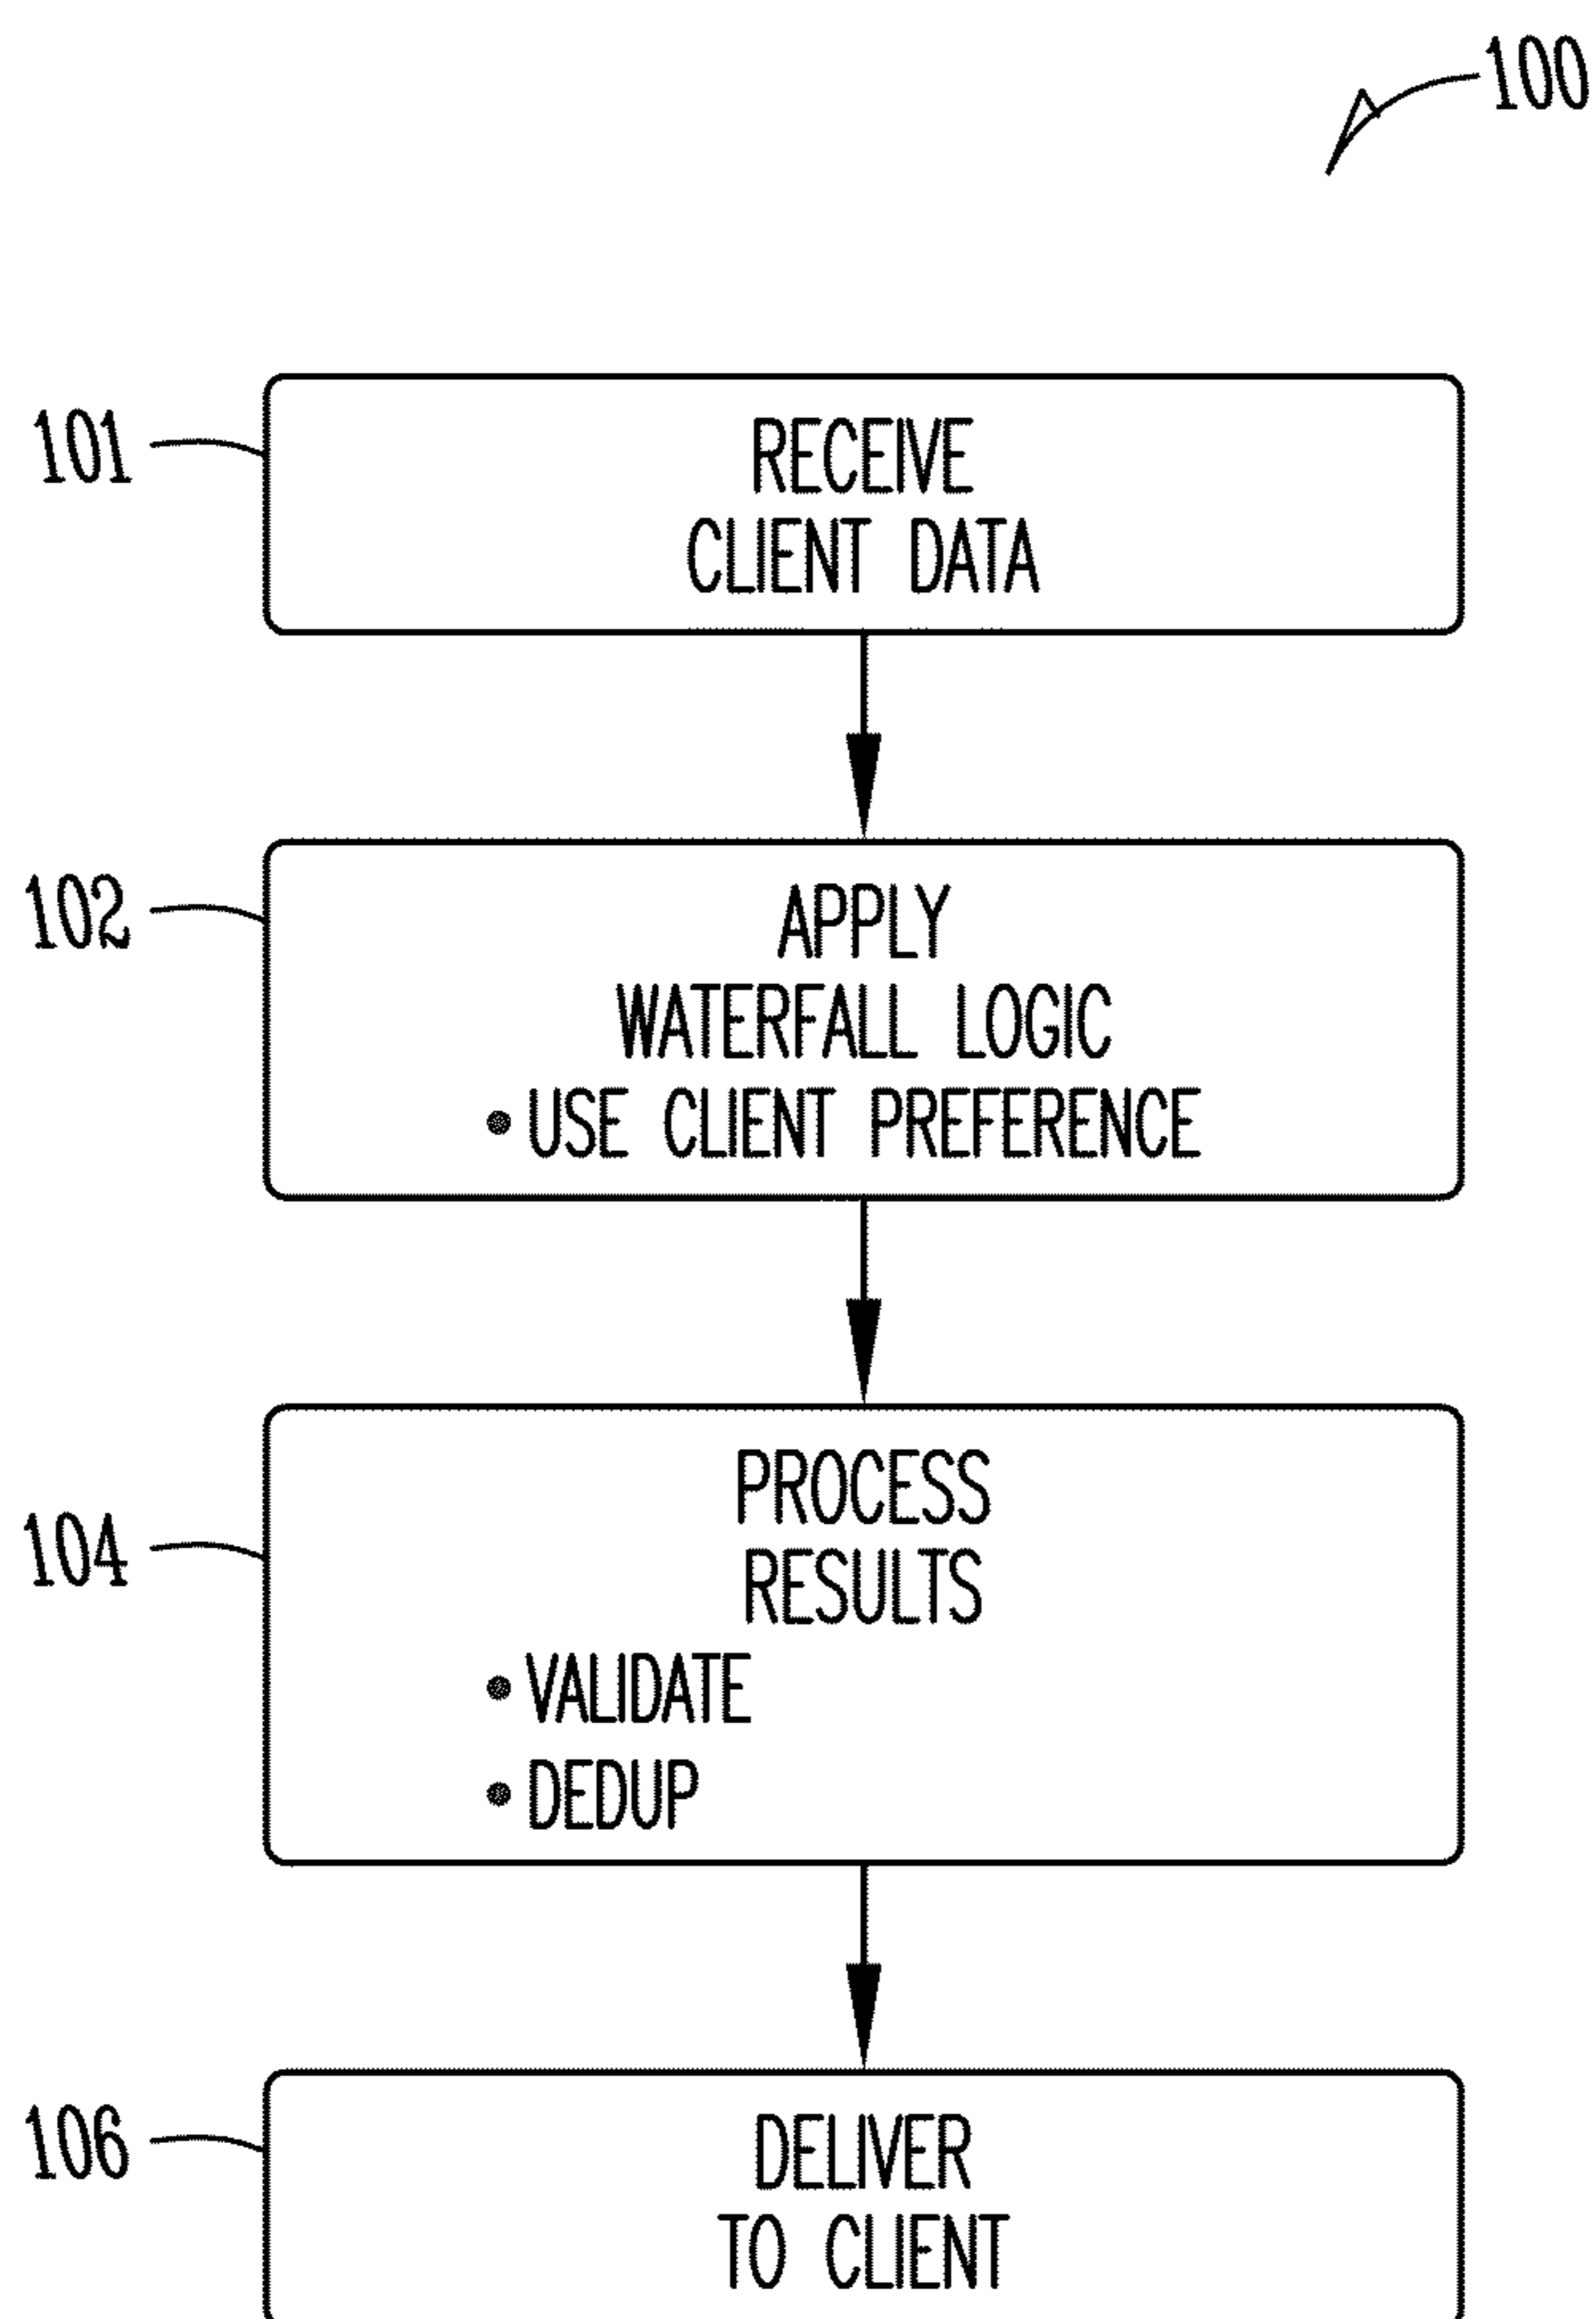 100
101
RECEIVE
CLIENT DATA
102
APPLY
WATERFALL LOGIC
• USE CLIENT PREFERENCE
104
PROCESS
RESULTS
• VALIDATE
• DEDUP
106
DELIVER
TO CLIENT